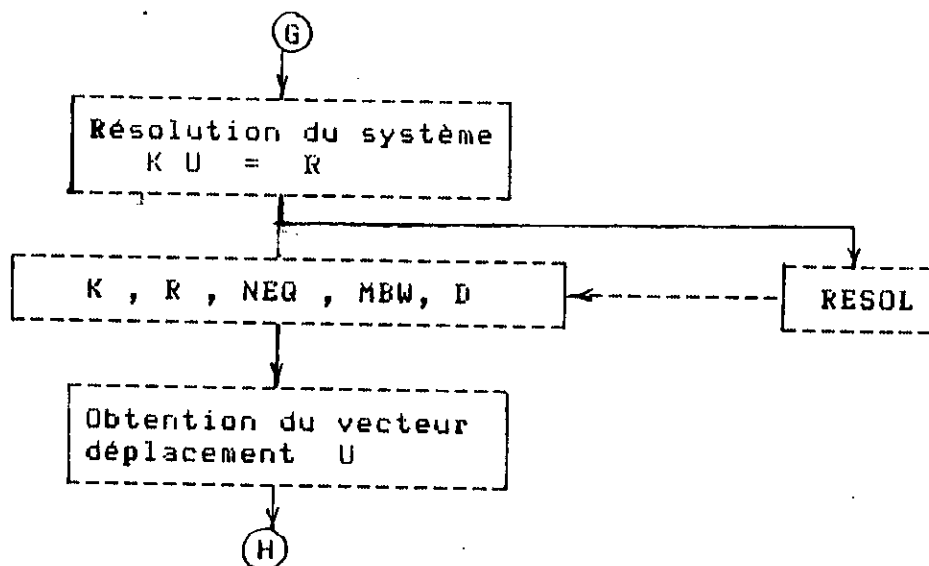 G
Résolution du système
K U = R
K , R , NEQ , MBW, D
RESOL
Obtention du vecteur
déplacement U
H